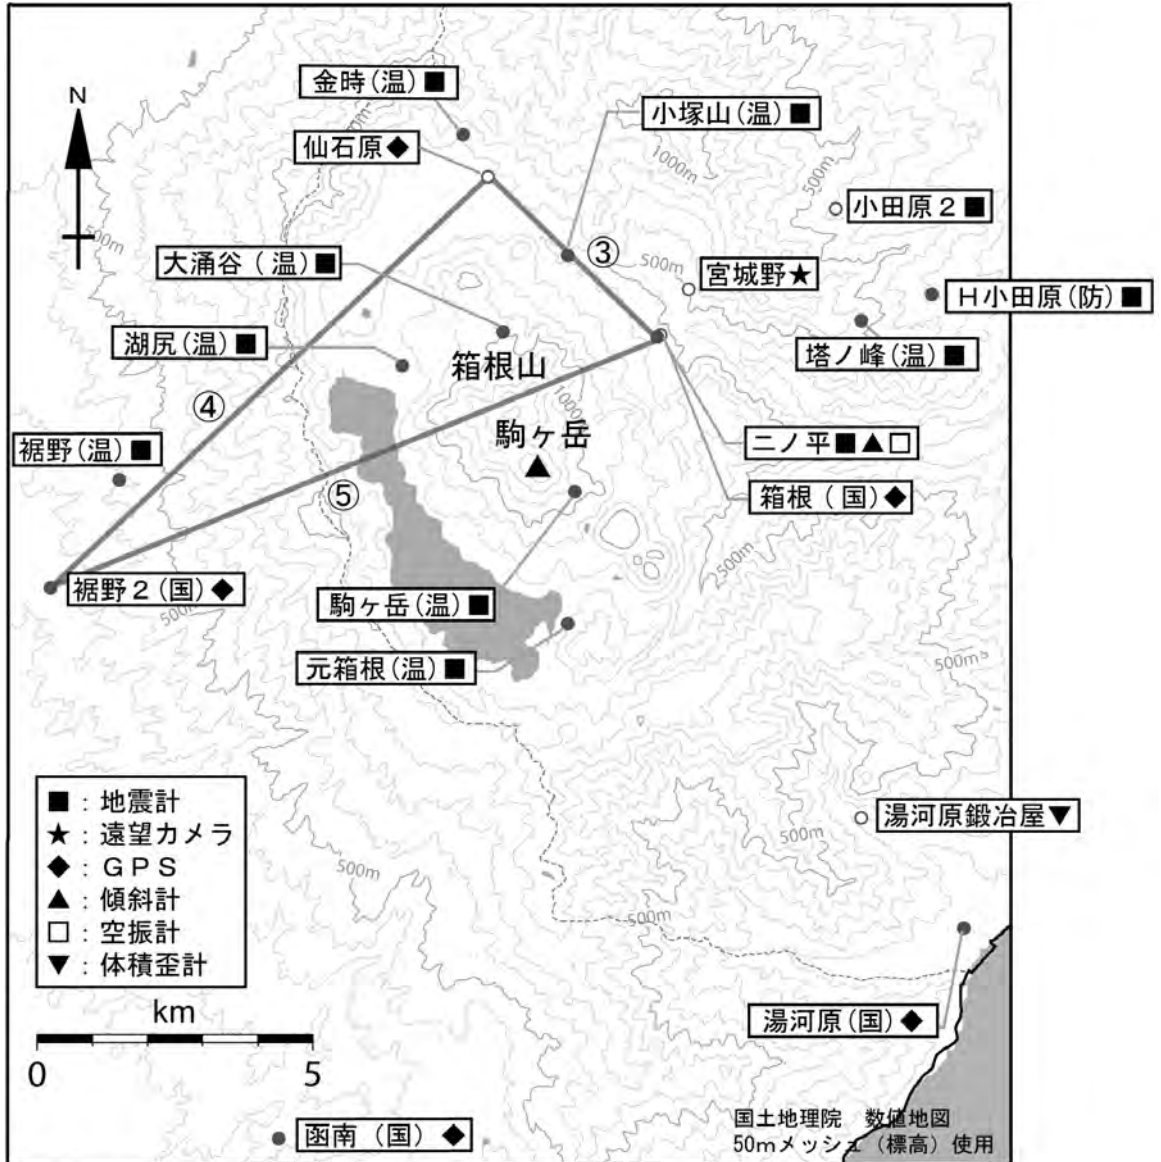 金時(温)■
小塚山(温)■
N
仙石原◆
1000m
500m
小田原2■
500m
大涌谷(温)■
③
500m
宮城野★
H小田原(防)■
湖尻(温)■
箱根山
塔ノ峰(温)■
④
1000m
駒ヶ岳
裾野(温)■
二ノ平■▲□
⑤
箱根(国)◆
500m
裾野2(国)◆
500m
駒ヶ岳(温)■
元箱根(温)■
500m
■:地震計
★:遠望カメラ
◆:GPS
▲:傾斜計
□:空振計
▼:体積歪計
湯河原鍛冶屋▼
500m
500m
500m
km
0 5
湯河原(国)◆
函南(国)◆
国土地理院 数値地図
50mメッシュ(標高)使用